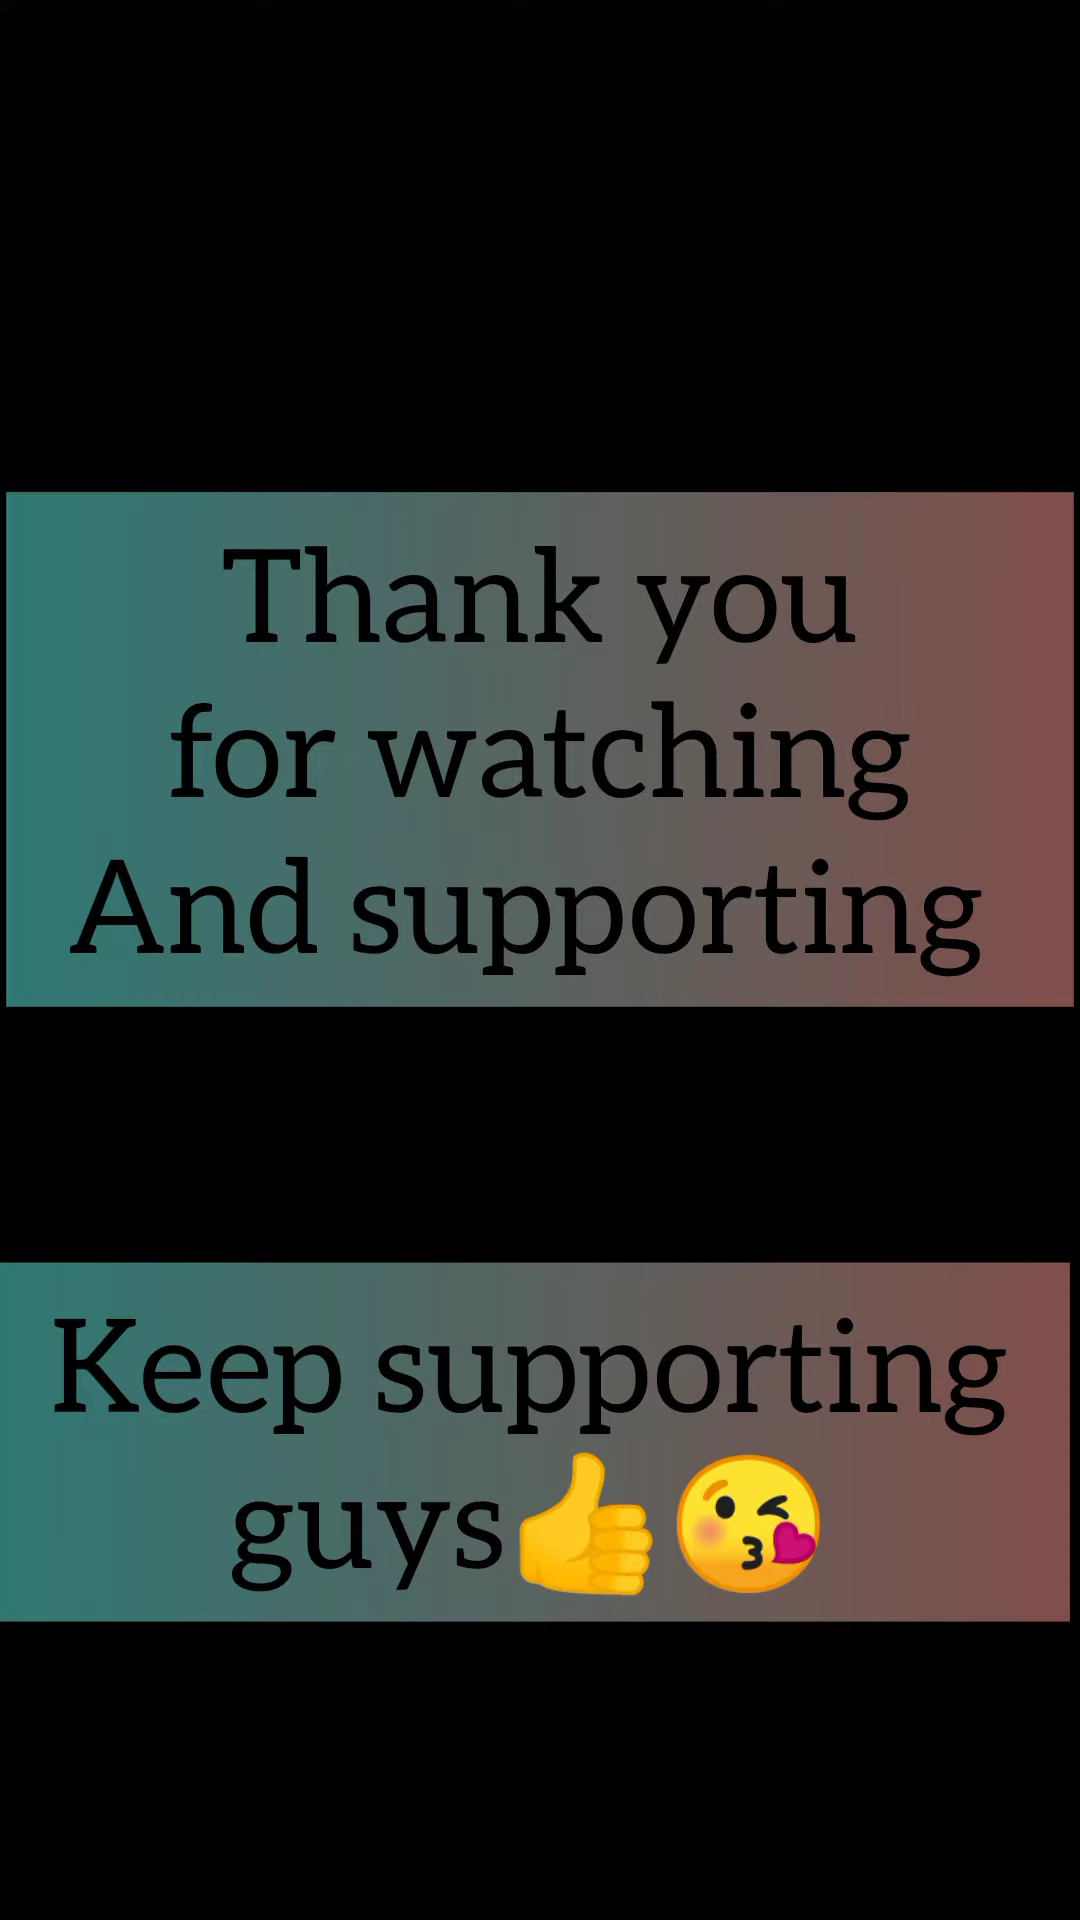 Thank you
for watching
And supporting
Keep supporting
guys👍😘